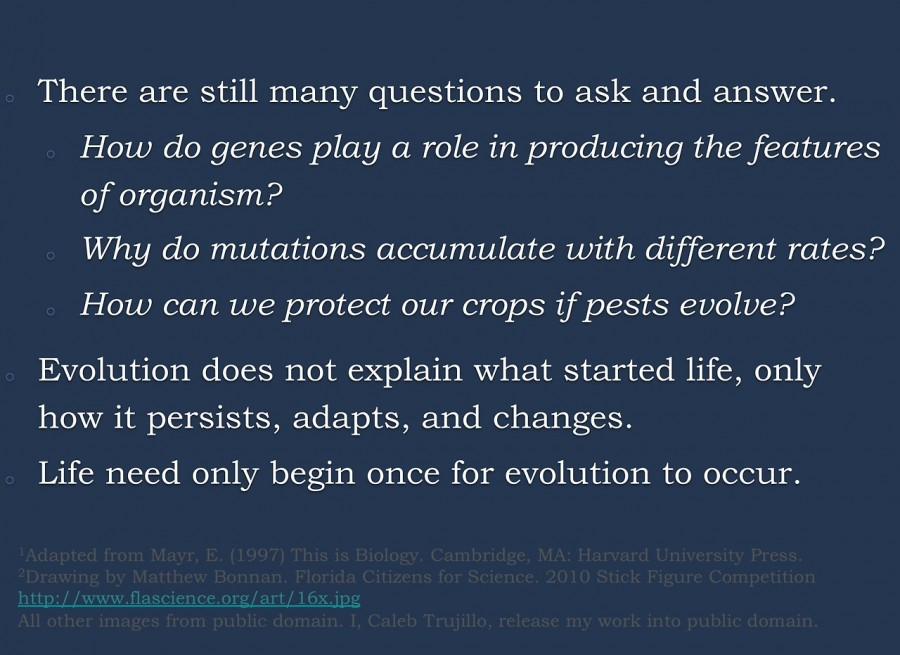 There are still many questions to ask and answer.
How do genes play a role in producing the features
of organism?
Why do mutations accumulate with different rates?
How can we protect our crops if pests evolve?
Evolution does not explain what started life, only
how it persists, adapts, and changes.
Life need only begin once for evolution to occur.
¹Adapted from Mayr, E. (1997) This is Biology. Cambridge, MA: Harvard University Press.
²Drawing by Matthew Bonnan. Florida Citizens for Science. 2010 Stick Figure Competition
http://www.flascience.org/art/16x.jpg
All other images from public domain. I, Caleb Trujillo, release my work into public domain.